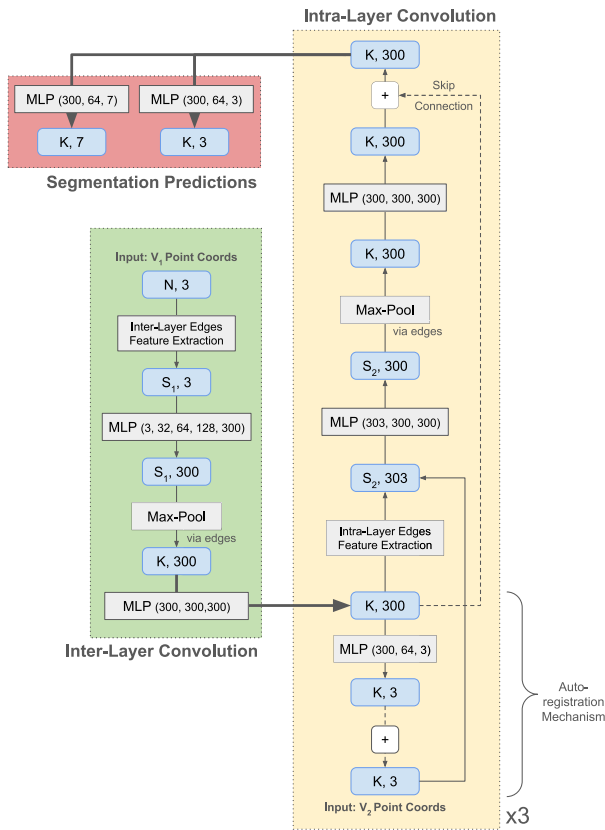 Intra-Layer Convolution
K, 300
+
Skip
Connection
K, 300
MLP (300, 300, 300)
K, 300
Max-Pool
via edges
S₂, 300
MLP (303, 300, 300)
S₂, 303
Intra-Layer Edges
Feature Extraction
K, 300
MLP (300, 64, 3)
K, 3
+
K, 3
Input: V₂ Point Coords
x3
Auto-
registration
Mechanism
MLP (300, 64, 7)
MLP (300, 64, 3)
K, 7
K, 3
Segmentation Predictions
Input: V₁ Point Coords
N, 3
Inter-Layer Edges
Feature Extraction
S₁, 3
MLP (3, 32, 64, 128, 300)
S₁, 300
Max-Pool
via edges
K, 300
MLP (300, 300,300)
Inter-Layer Convolution